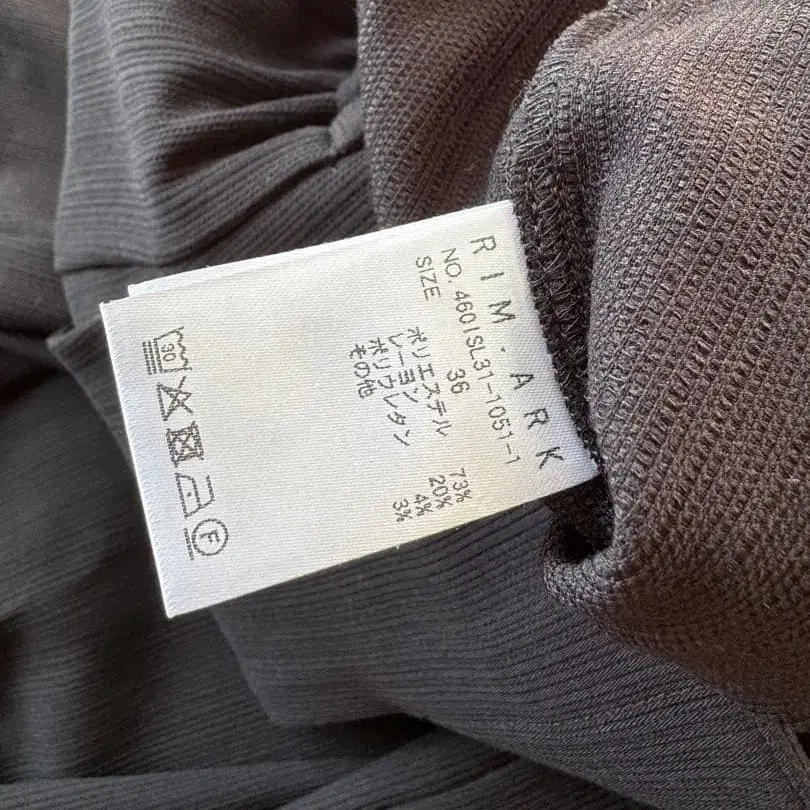 RIM.ARK
NO. 460ISL31-1051-1
SIZE 36
ポリエステル 73%
レーヨン 20%
ポリウレタン 4%
その他 3%
30
F